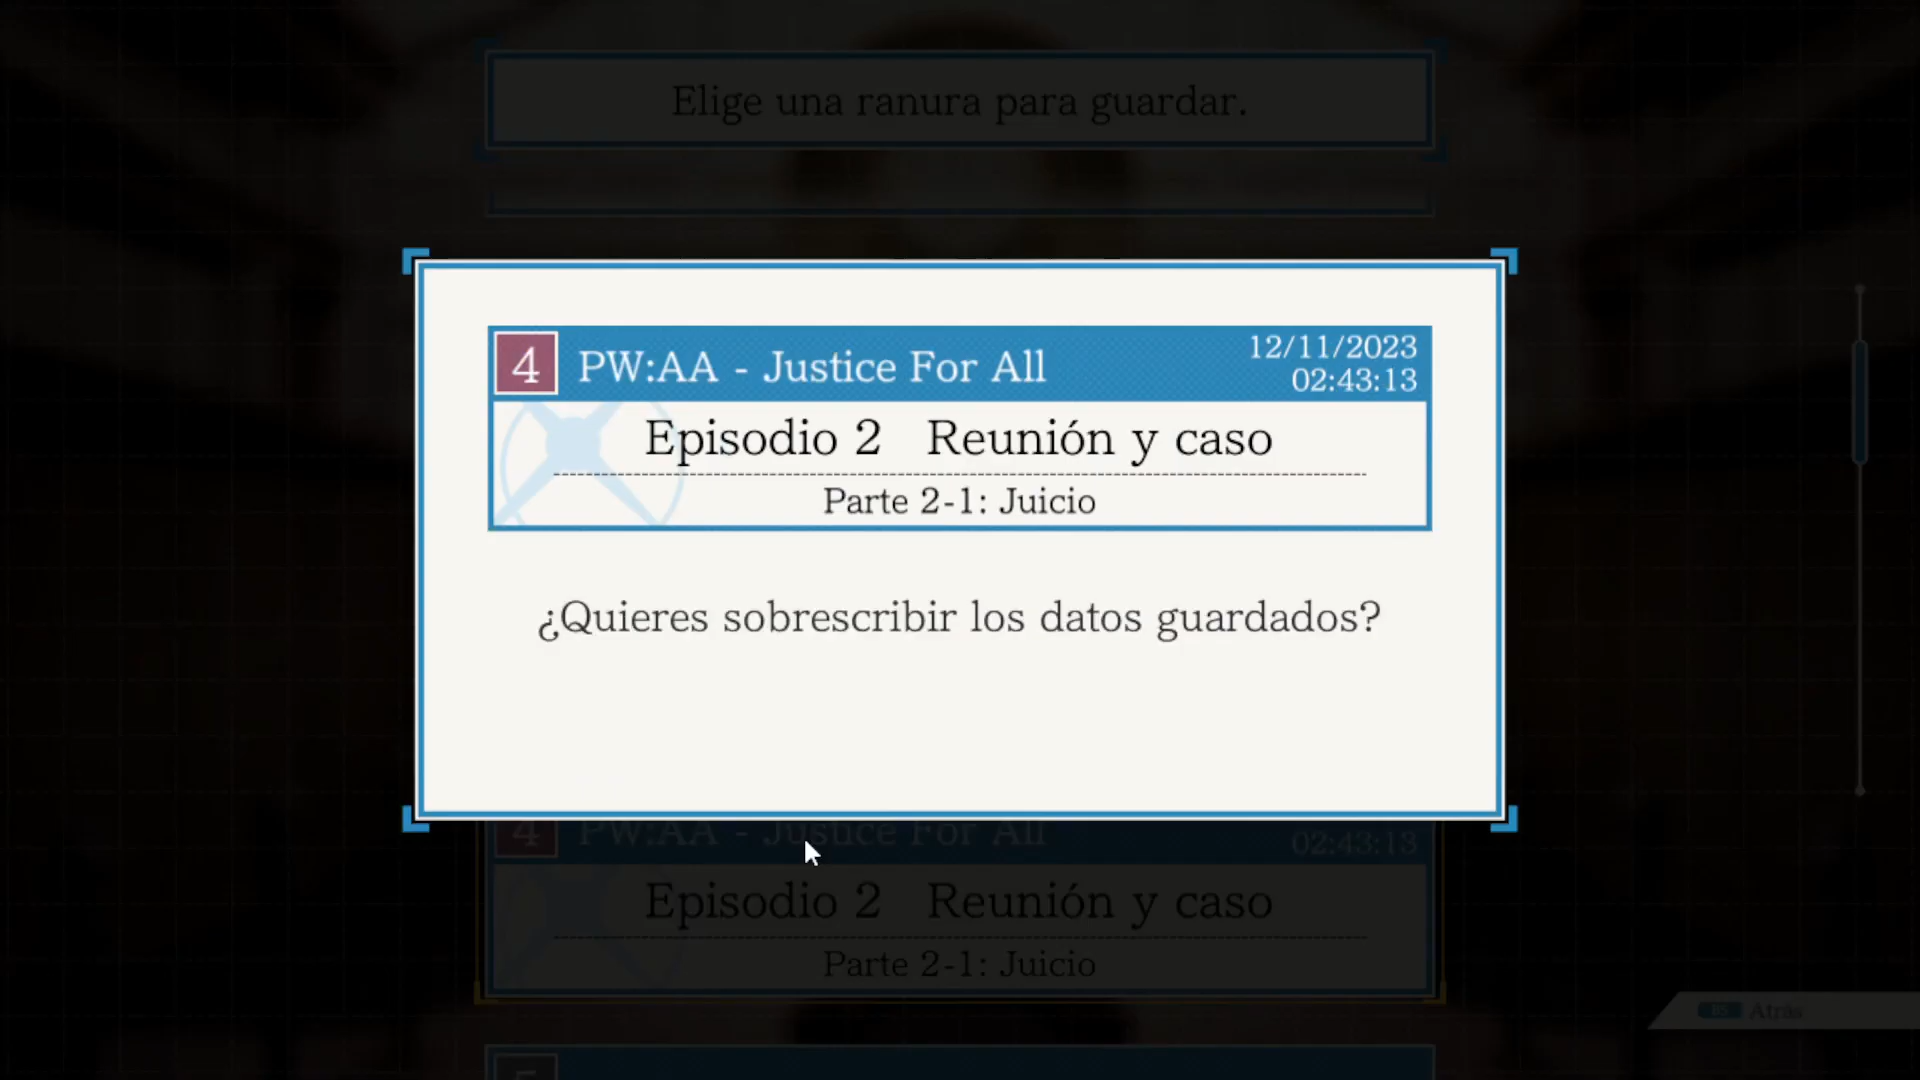 Elige una ranura para guardar.
4 PW:AA - Justice For All 12/11/2023
02:43:13
Episodio 2 Reunión y caso
Parte 2-1: Juicio
¿Quieres sobrescribir los datos guardados?
4 PW:AA - Justice For All 02:43:13
Episodio 2 Reunión y caso
Parte 2-1: Juicio
BS Atrás
5